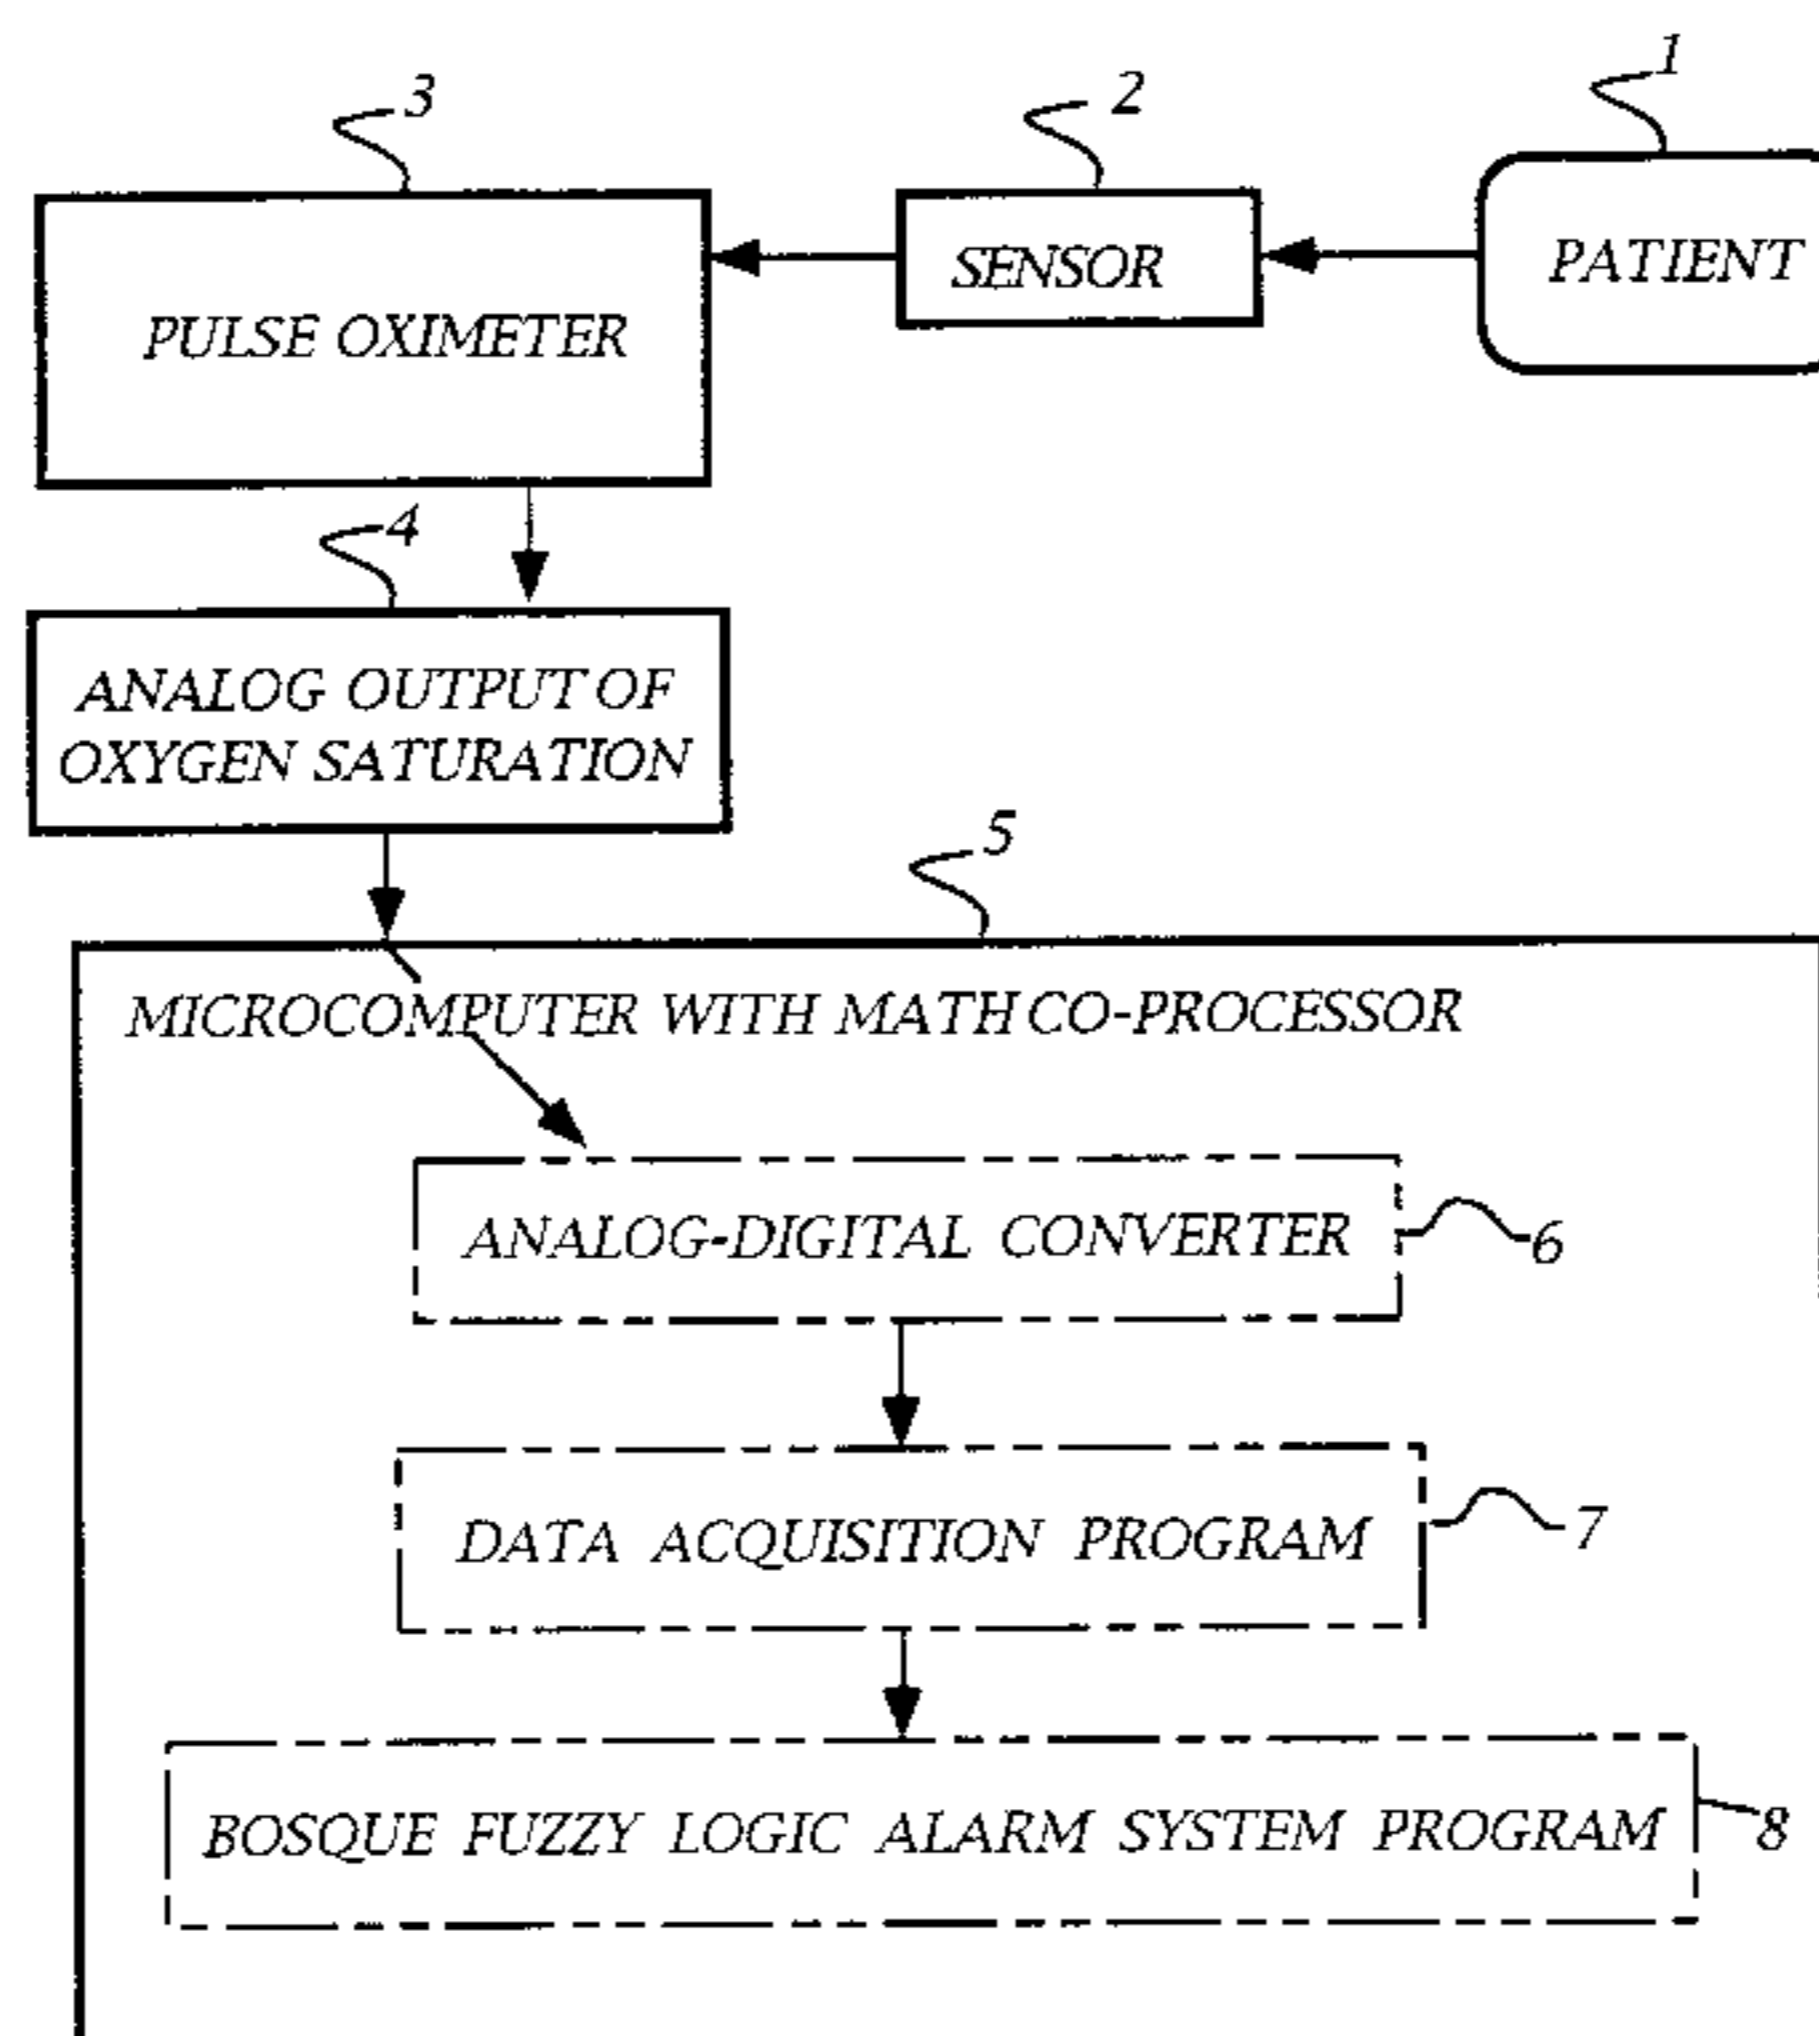 3
2
1
PULSE OXIMETER
SENSOR
PATIENT
4
ANALOG OUTPUT OF
OXYGEN SATURATION
5
MICROCOMPUTER WITH MATH CO-PROCESSOR
ANALOG-DIGITAL CONVERTER
6
DATA ACQUISITION PROGRAM
7
BOSQUE FUZZY LOGIC ALARM SYSTEM PROGRAM
8